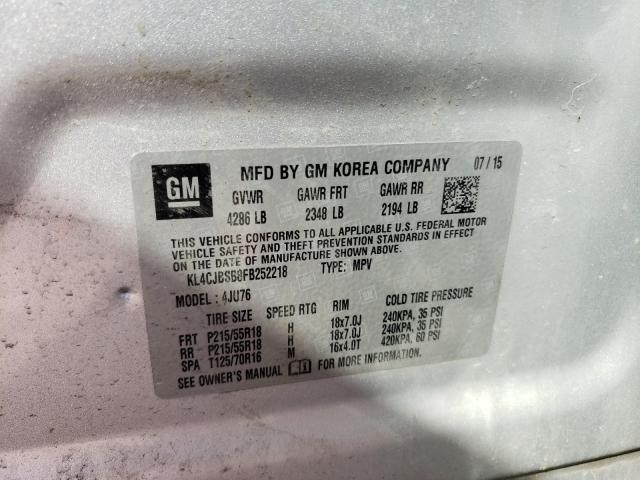 GM
MFD BY GM KOREA COMPANY 07/15
GVWR GAWR FRT GAWR RR
4286 LB 2348 LB 2194 LB
THIS VEHICLE CONFORMS TO ALL APPLICABLE U.S. FEDERAL MOTOR
VEHICLE SAFETY AND THEFT PREVENTION STANDARDS IN EFFECT ON
THE DATE OF MANUFACTURE SHOWN ABOVE.
KL4CJBSB8FB252218 TYPE: MPV
MODEL: 4JU76
TIRE SIZE SPEED RTG RIM COLD TIRE PRESSURE
FRT P215/55R18 H 18x7.0J 240KPA, 35 PSI
RR P215/55R18 H 18x7.0J 240KPA, 35 PSI
SPA T125/70R16 M 16x4.0T 420KPA, 60 PSI
SEE OWNER'S MANUAL FOR MORE INFORMATION.